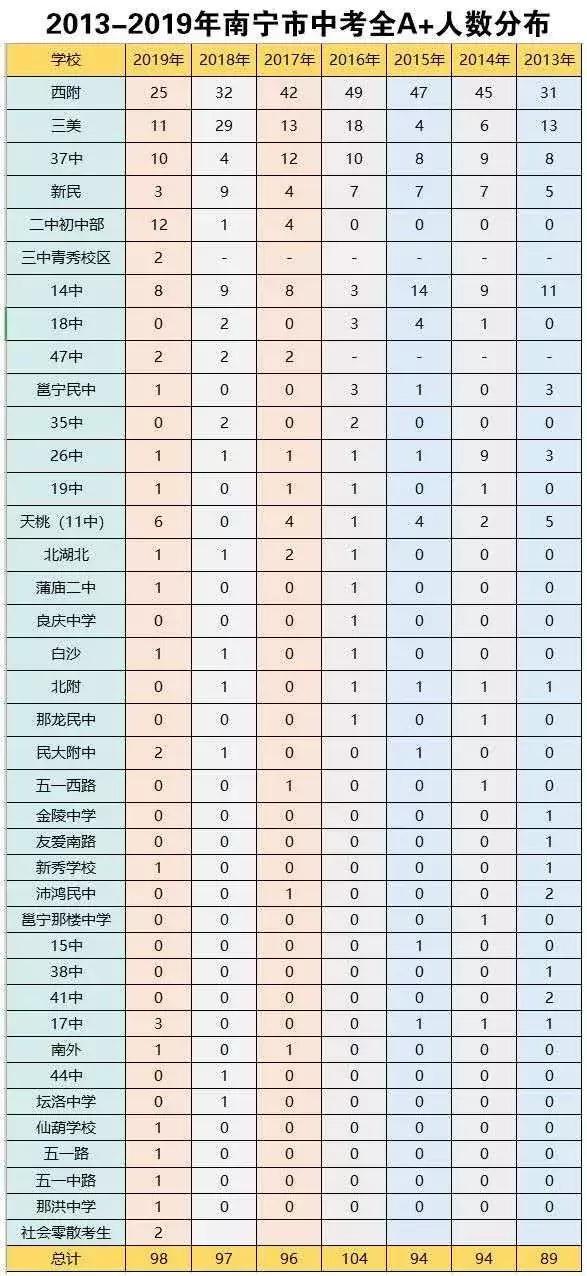 2013-2019年南宁市中考全A+人数分布
学校 2019年 2018年 2017年 2016年 2015年 2014年 2013年
西附 25 32 42 49 47 45 31
三美 11 29 13 18 4 6 13
37中 10 4 12 10 8 9 8
新民 3 9 4 7 7 7 5
二中初中部 12 1 4 0 0 0 0
三中青秀校区 2 - - - - - -
14中 8 9 8 3 14 9 11
18中 0 2 0 3 4 1 0
47中 2 2 2 - - - -
邕宁民中 1 0 0 3 1 0 3
35中 0 2 0 2 0 0 0
26中 1 1 1 1 1 9 3
19中 1 0 1 1 0 1 0
天桃（11中） 6 0 4 1 4 2 5
北湖北 1 1 2 1 0 0 0
蒲庙二中 1 0 0 1 0 0 0
良庆中学 0 0 0 1 0 0 0
白沙 1 1 0 1 0 0 0
北附 0 1 0 1 1 1 1
那龙民中 0 0 0 1 0 1 0
民大附中 2 1 0 0 1 0 0
五一西路 0 0 1 0 0 1 0
金陵中学 0 0 0 0 0 0 1
友爱南路 0 0 0 0 0 0 1
新秀学校 1 0 0 0 0 0 1
沛鸿民中 0 0 1 0 0 0 2
邕宁那楼中学 0 0 0 0 0 1 0
15中 0 0 0 0 1 0 0
38中 0 0 0 0 0 0 1
41中 0 0 0 0 0 0 2
17中 3 0 0 0 1 1 1
南外 1 0 1 0 0 0 0
44中 0 1 0 0 0 0 0
坛洛中学 0 1 0 0 0 0 0
仙葫学校 1 0 0 0 0 0 0
五一路 1 0 0 0 0 0 0
五一中路 1 0 0 0 0 0 0
那洪中学 1 0 0 0 0 0 0
社会零散考生 2
总计 98 97 96 104 94 94 89